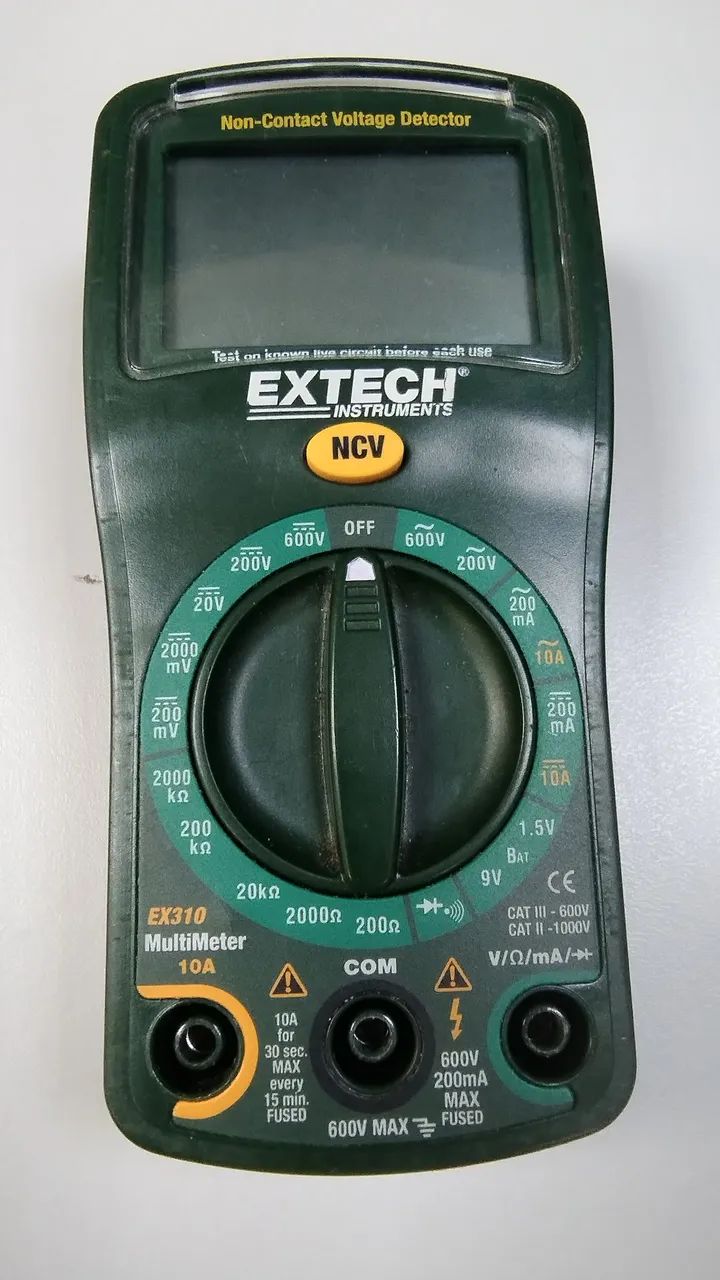 Non-Contact Voltage Detector
Test on known live circuit before each use
EXTECH®
INSTRUMENTS
NCV
OFF
600V
200V
200
mA
10A
200
mA
10A
1.5V
BAT
9V
200Ω
2000Ω
20kΩ
200
kΩ
2000
kΩ
200
mV
2000
mV
20V
200V
600V
CE
CAT III - 600V
CAT II -1000V
EX310
MultiMeter
10A
COM
V/Ω/mA/
10A
for
30 sec.
MAX
every
15 min.
FUSED
600V
200mA
MAX
FUSED
600V MAX